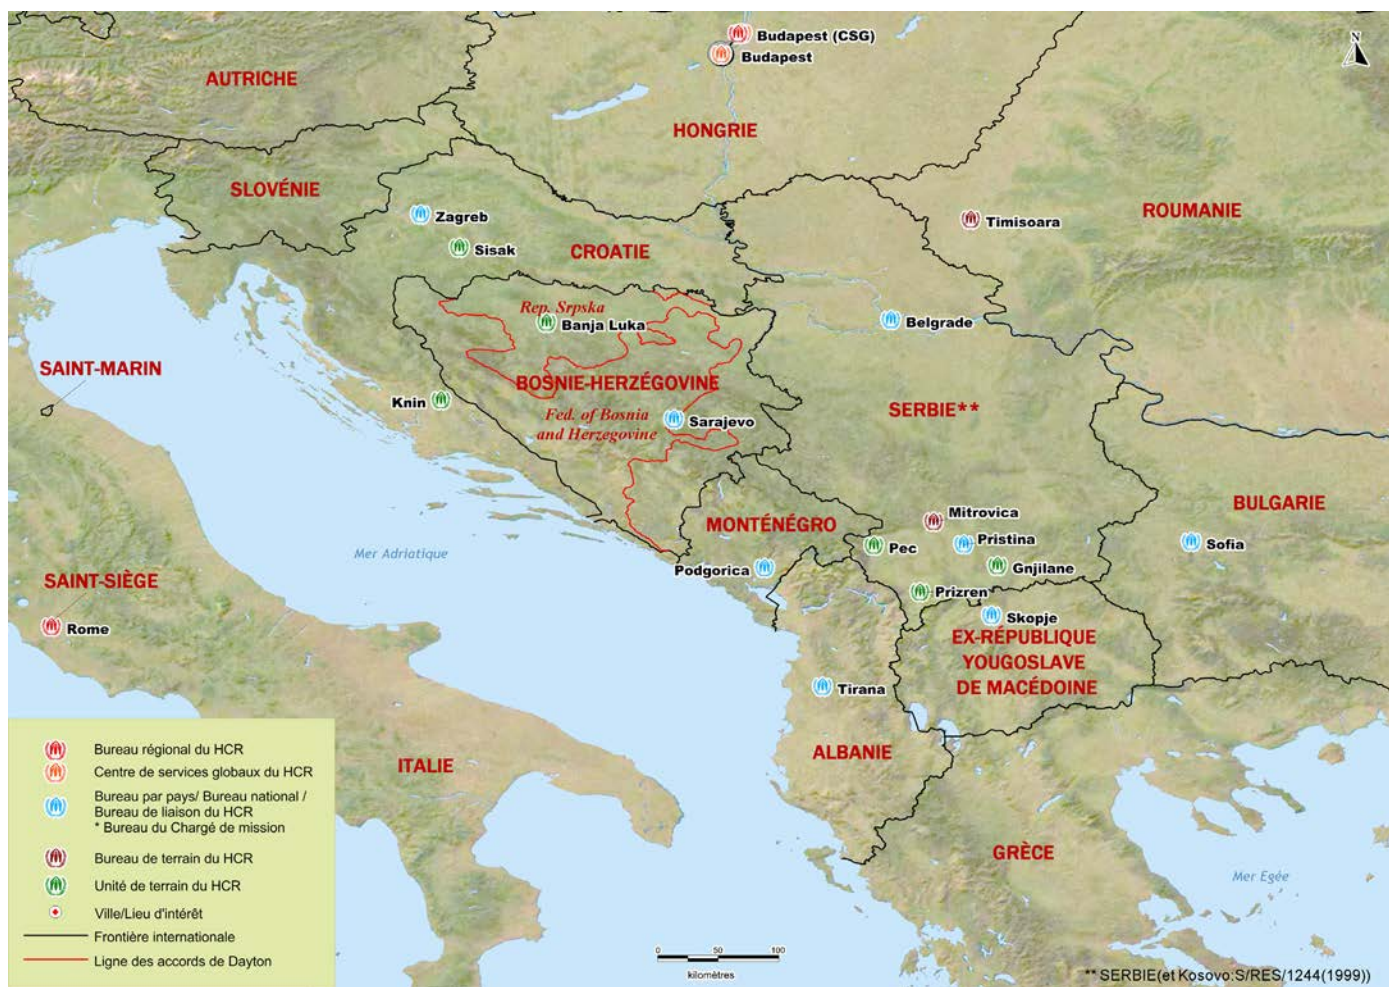 N
Budapest (CSG)
Budapest
AUTRICHE
HONGRIE
SLOVÉNIE
Zagreb
Timisoara
ROUMANIE
Sisak
CROATIE
Rep. Srpska
Banja Luka
Belgrade
SAINT-MARIN
BOSNIE-HERZÉGOVINE
Knin
SERBIE**
Fed. of Bosnia
and Herzegovine
Sarajevo
BULGARIE
Mitrovica
MONTÉNÉGRO
Pristina
Sofia
Pec
Mer Adriatique
Gnjilane
Podgorica
SAINT-SIÈGE
Prizren
Skopje
Rome
EX-RÉPUBLIQUE
YOUGOSLAVE
DE MACÉDOINE
Tirana
ALBANIE
ITALIE
GRÈCE
Mer Egée
Bureau régional du HCR
Centre de services globaux du HCR
Bureau par pays/ Bureau national /
Bureau de liaison du HCR
* Bureau du Chargé de mission
Bureau de terrain du HCR
Unité de terrain du HCR
Ville/Lieu d'intérêt
Frontière internationale
Ligne des accords de Dayton
0 50 100
kilomètres
** SERBIE(et Kosovo:S/RES/1244(1999))